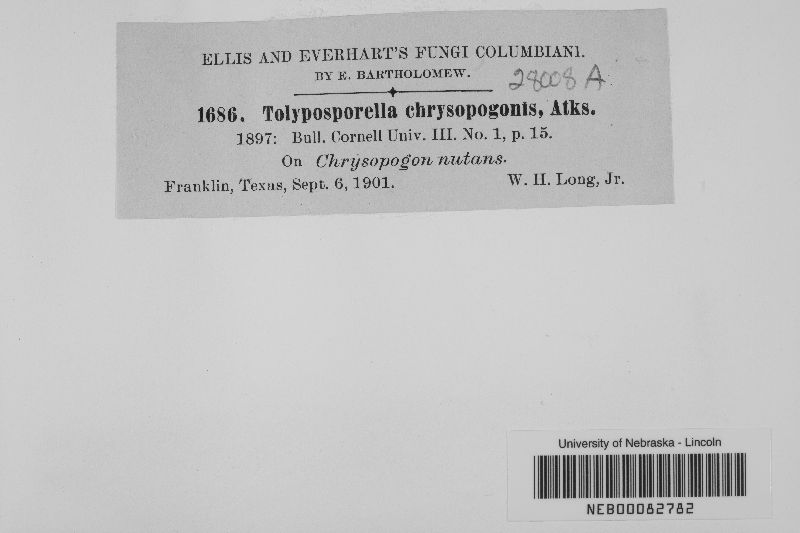 ELLIS AND EVERHART'S FUNGI COLUMBIANI.
BY E. BARTHOLOMEW.
28008 A
1686. Tolyposporella chrysopogonis, Atks.
1897: Bull. Cornell Univ. III. No. 1, p. 15.
On Chrysopogon nutans.
Franklin, Texas, Sept. 6, 1901. W. H. Long, Jr.
University of Nebraska - Lincoln
NEB00082782